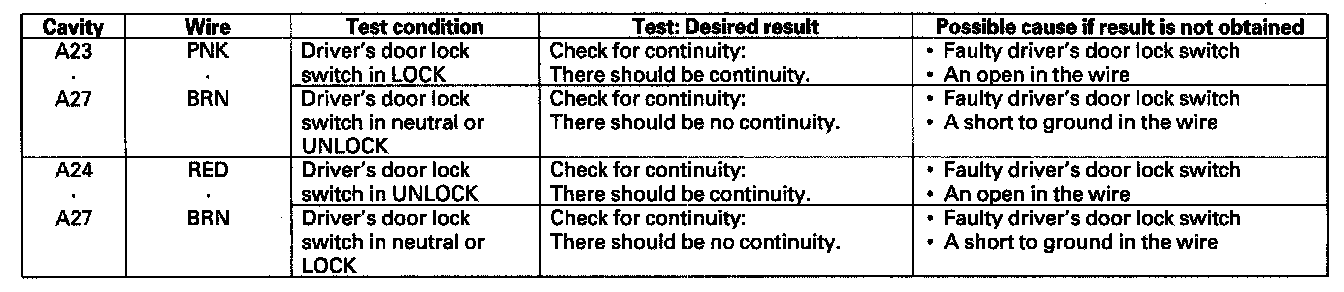 Cavity Wire Test condition Test: Desired result Possible cause if result is not obtained
A23 PNK Driver's door lock Check for continuity: • Faulty driver's door lock switch
. . switch in LOCK There should be continuity. • An open in the wire
A27 BRN Driver's door lock Check for continuity: • Faulty driver's door lock switch
switch in neutral or There should be no continuity. • A short to ground in the wire
UNLOCK
A24 RED Driver's door lock Check for continuity: • Faulty driver's door lock switch
. . switch in UNLOCK There should be continuity. • An open in the wire
A27 BRN Driver's door lock Check for continuity: • Faulty driver's door lock switch
switch in neutral or There should be no continuity. • A short to ground in the wire
LOCK